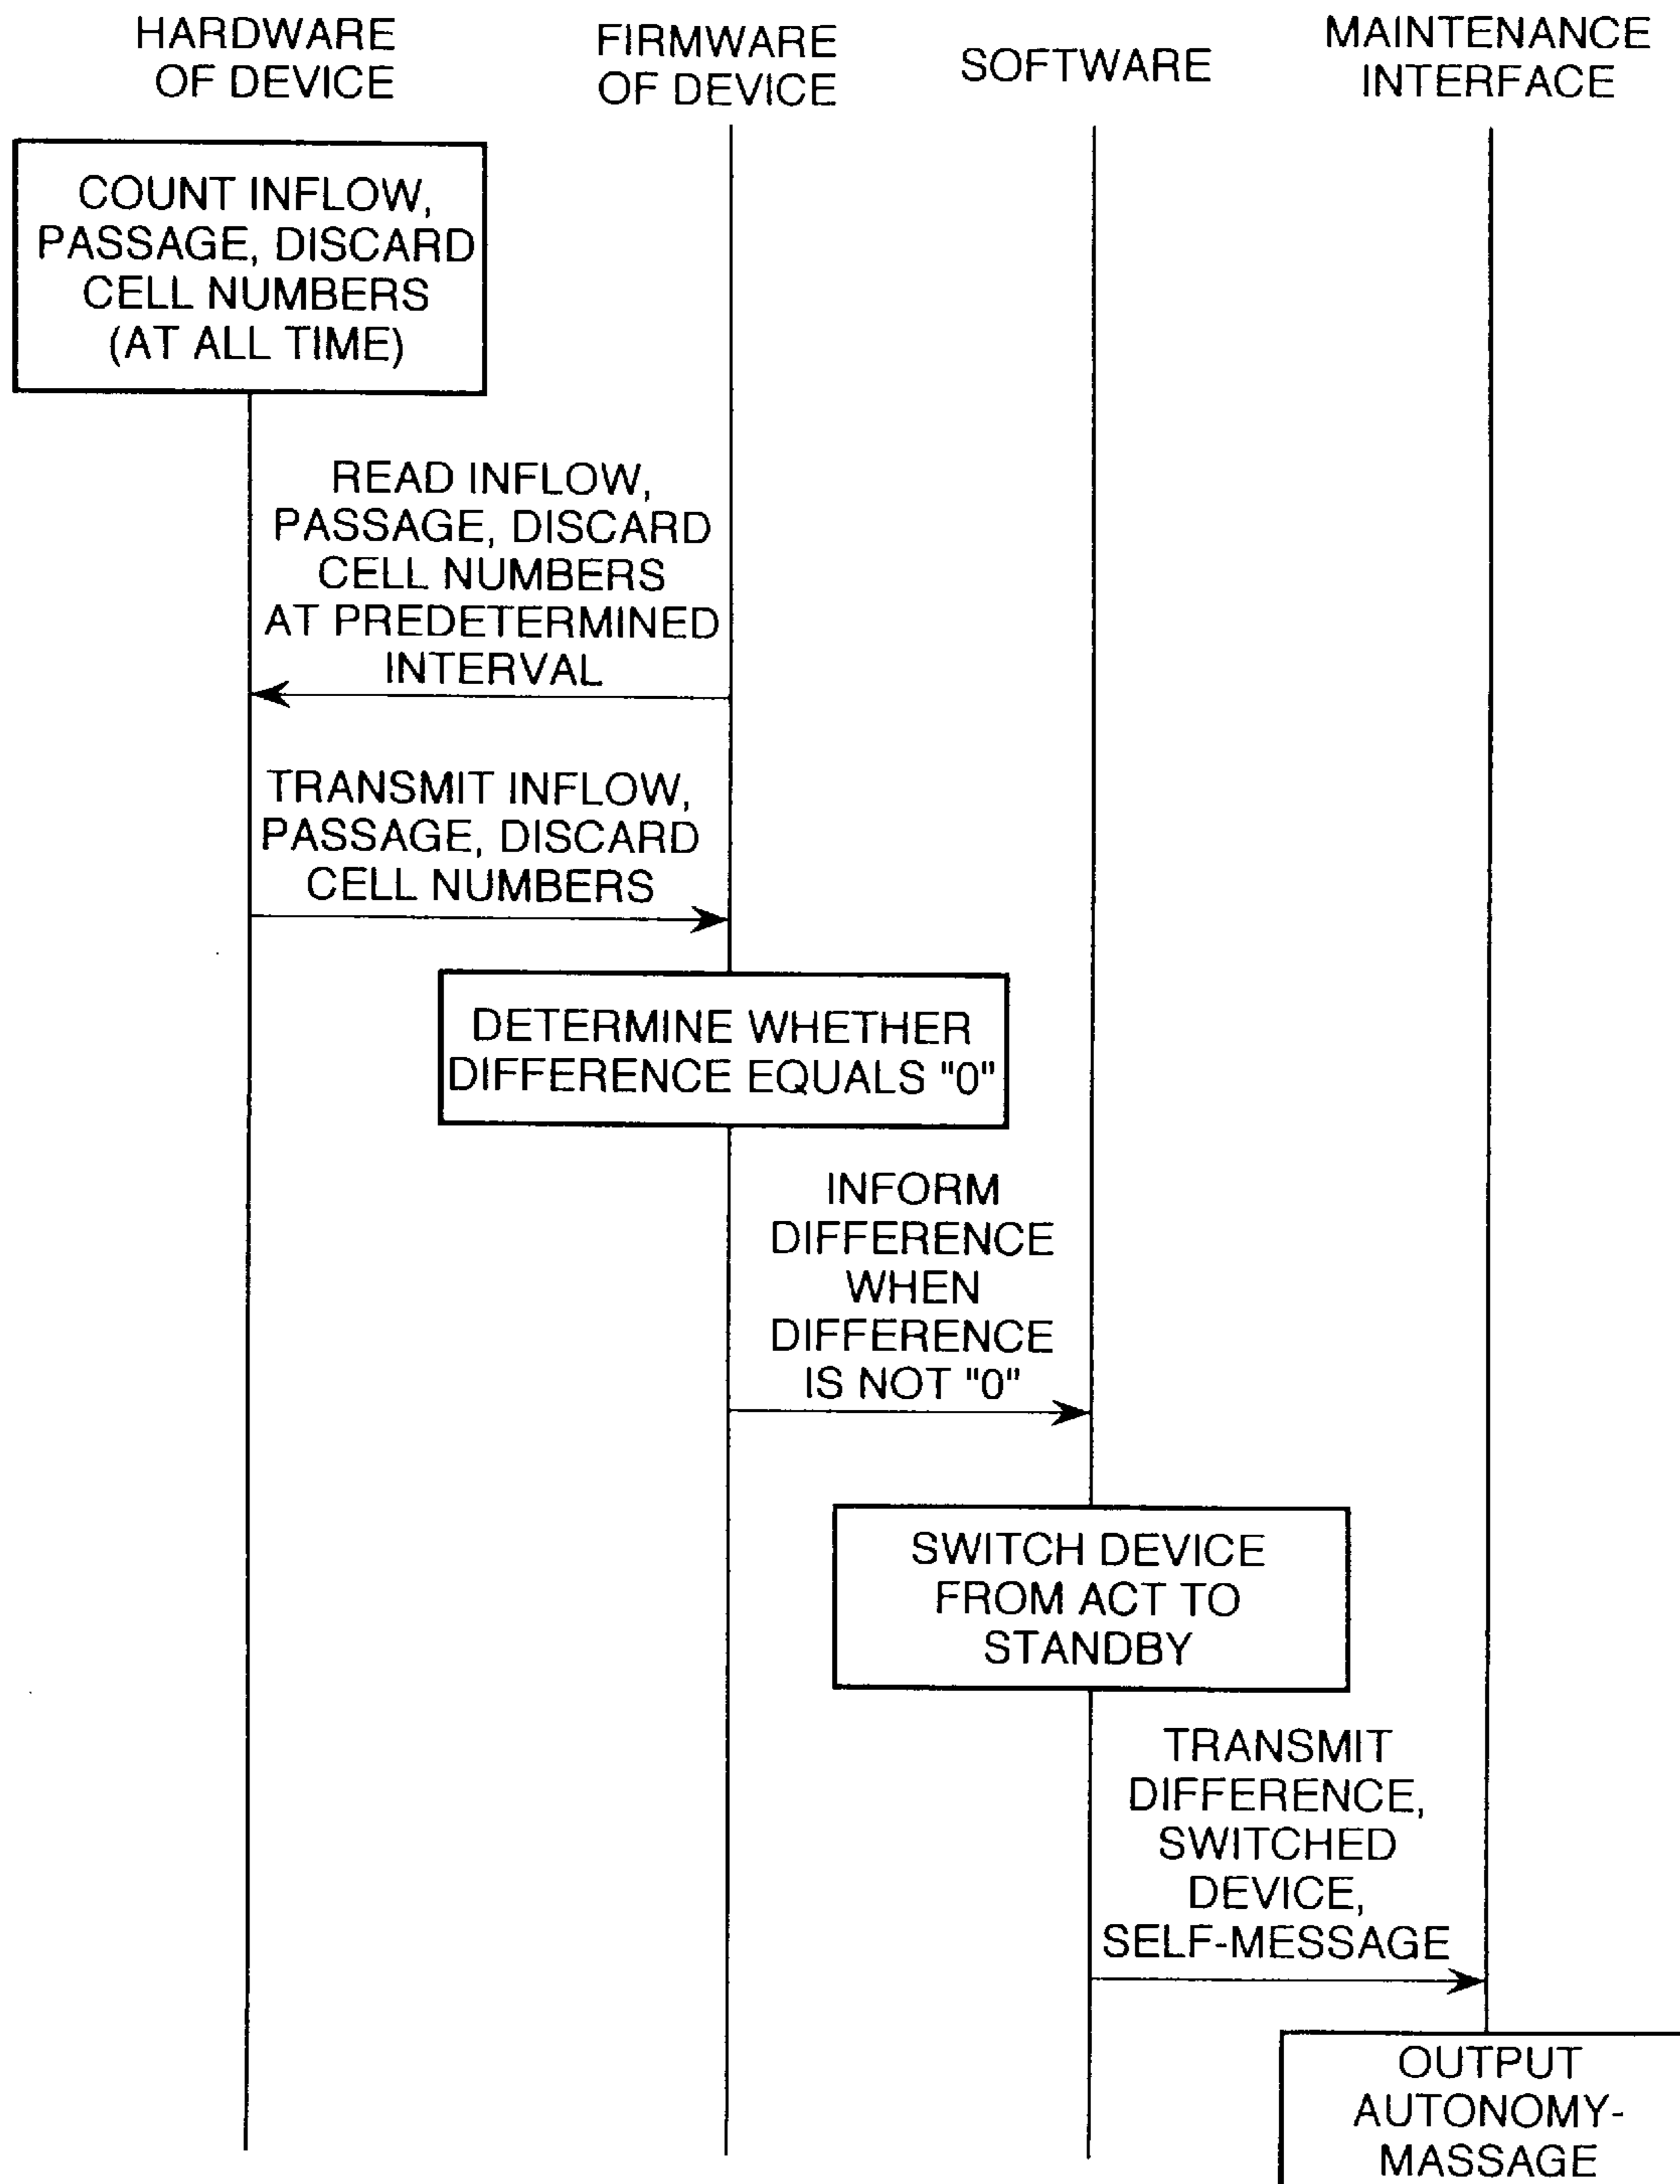 HARDWARE
OF DEVICE
FIRMWARE
OF DEVICE
SOFTWARE
MAINTENANCE
INTERFACE
COUNT INFLOW,
PASSAGE, DISCARD
CELL NUMBERS
(AT ALL TIME)
READ INFLOW,
PASSAGE, DISCARD
CELL NUMBERS
AT PREDETERMINED
INTERVAL
TRANSMIT INFLOW,
PASSAGE, DISCARD
CELL NUMBERS
DETERMINE WHETHER
DIFFERENCE EQUALS "0"
INFORM
DIFFERENCE
WHEN
DIFFERENCE
IS NOT "0"
SWITCH DEVICE
FROM ACT TO
STANDBY
TRANSMIT
DIFFERENCE,
SWITCHED
DEVICE,
SELF-MESSAGE
OUTPUT
AUTONOMY-
MASSAGE